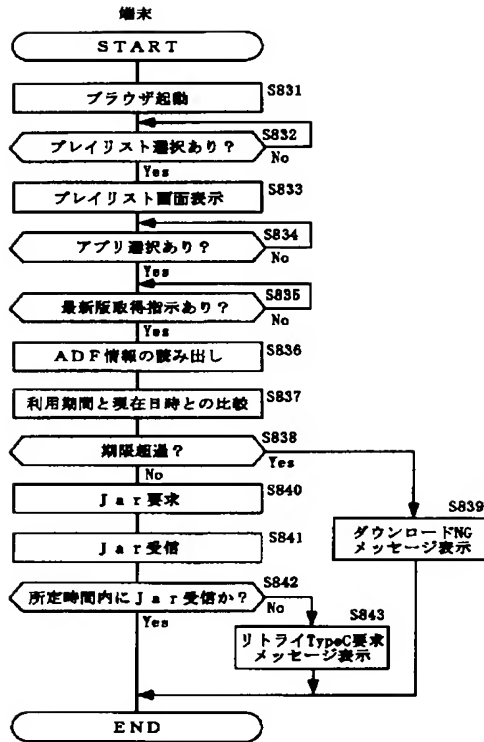 端末
START
ブラウザ起動
S831
プレイリスト選択あり?
S832
No
Yes
プレイリスト画面表示
S833
アプリ選択あり?
S834
No
Yes
最新版取得指示あり?
S835
No
Yes
ADF情報の読み出し
S836
利用期間と現在日時との比較
S837
期限超過?
S838
Yes
No
Jar要求
S840
S839
ダウンロードNG
メッセージ表示
Jar受信
S841
所定時間内にJar受信か?
S842
No
Yes
S843
リトライTypeC要求
メッセージ表示
END